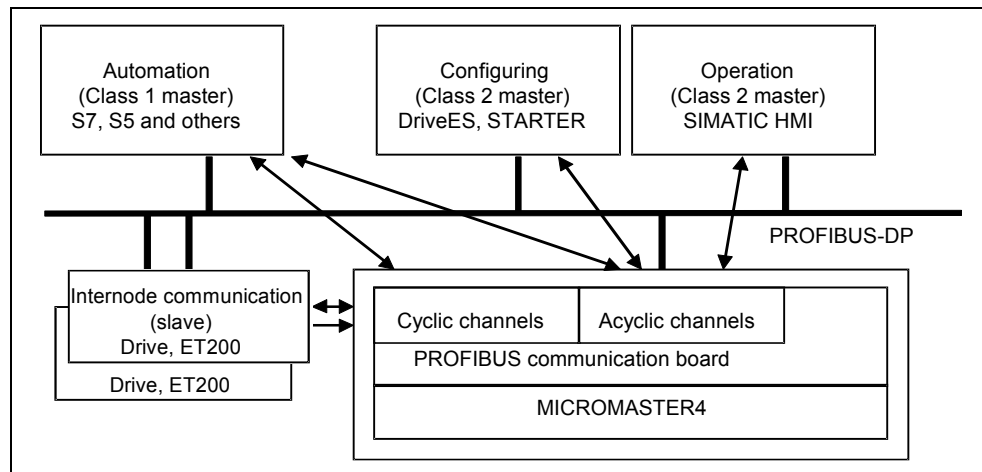 Automation
(Class 1 master)
S7, S5 and others
Configuring
(Class 2 master)
DriveES, STARTER
Operation
(Class 2 master)
SIMATIC HMI
PROFIBUS-DP
Internode communication
(slave)
Drive, ET200
Drive, ET200
Cyclic channels
Acyclic channels
PROFIBUS communication board
MICROMASTER4